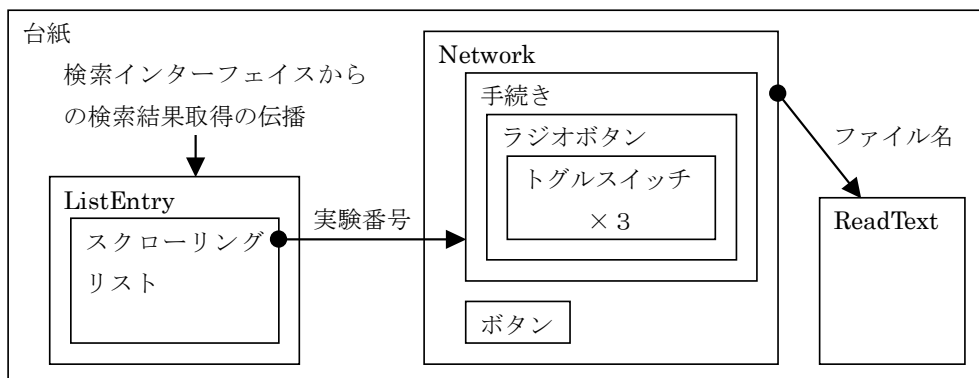 台紙
検索インターフェイスから
の検索結果取得の伝播
ListEntry
スクローリング
リスト
実験番号
Network
手続き
ラジオボタン
トグルスイッチ
×３
ボタン
ファイル名
ReadText